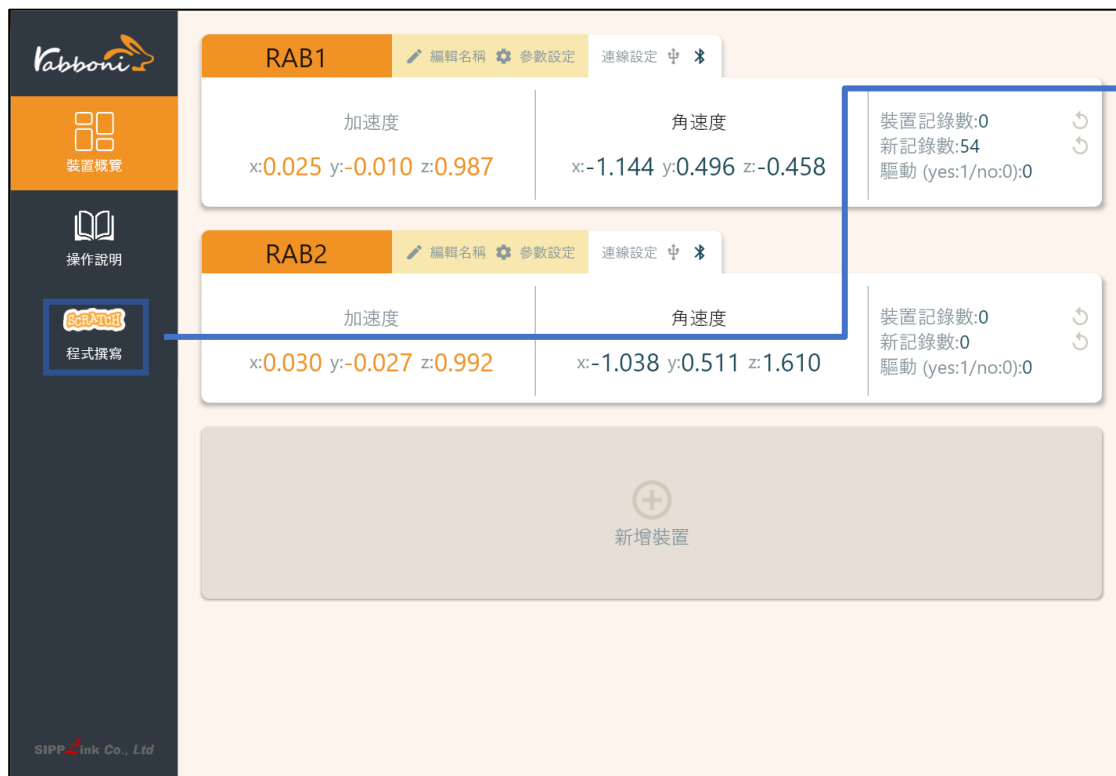 rabboni
裝置概覽
操作說明
SCRATCH
程式撰寫
SIPPLink Co., Ltd
RAB1 編輯名稱 參數設定 連線設定
加速度
x:0.025 y:-0.010 z:0.987
角速度
x:-1.144 y:0.496 z:-0.458
裝置記錄數:0
新記錄數:54
驅動 (yes:1/no:0):0
RAB2 編輯名稱 參數設定 連線設定
加速度
x:0.030 y:-0.027 z:0.992
角速度
x:-1.038 y:0.511 z:1.610
裝置記錄數:0
新記錄數:0
驅動 (yes:1/no:0):0
新增裝置